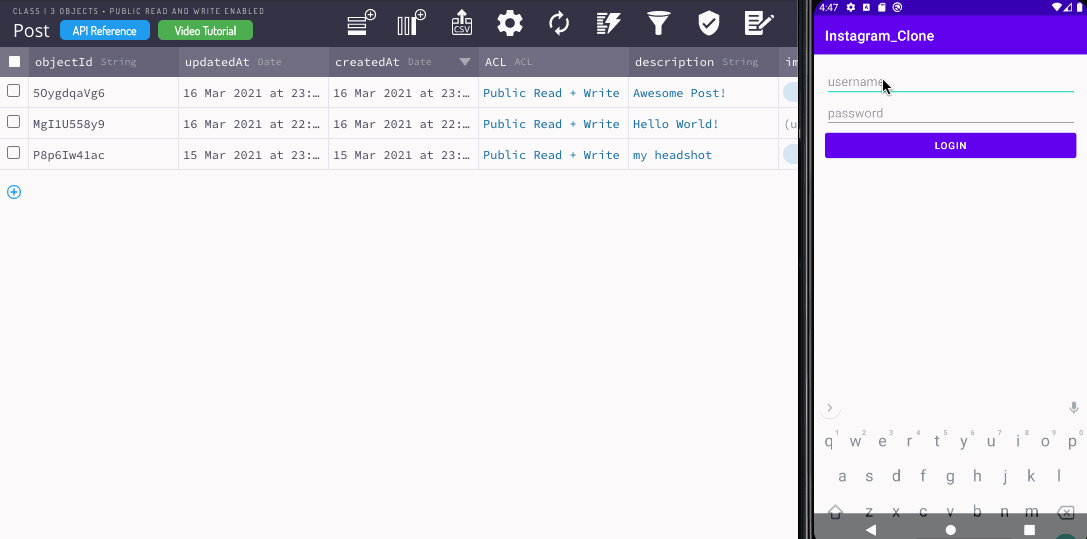 CLASS | 3 OBJECTS • PUBLIC READ AND WRITE ENABLED
Post API Reference Video Tutorial
CSV
objectId String updatedAt Date createdAt Date ACL ACL description String im
5OygdqaVg6 16 Mar 2021 at 23:… 16 Mar 2021 at 23:… Public Read + Write Awesome Post!
MgI1U558y9 16 Mar 2021 at 22:… 16 Mar 2021 at 22:… Public Read + Write Hello World! (u
P8p6Iw41ac 15 Mar 2021 at 23:… 15 Mar 2021 at 23:… Public Read + Write my headshot
4:47
Instagram_Clone
username
password
LOGIN
1 2 3 4 5 6 7 8 9 0
q w e r t y u i o p
a s d f g h j k l
z x c v b n m